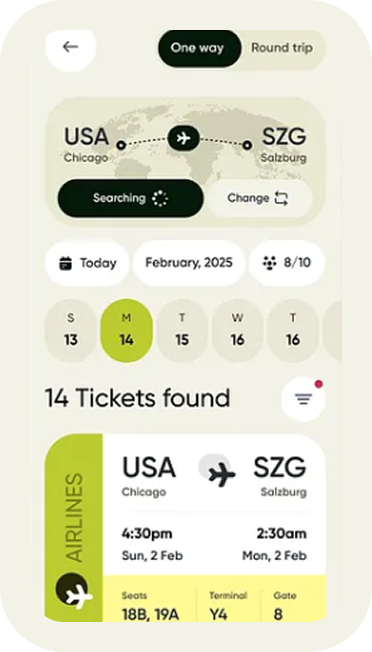 One way Round trip
USA SZG
Chicago Salzburg
Searching Change
Today February, 2025 8/10
S M T W T
13 14 15 16 16
14 Tickets found
AIRLINES
USA SZG
Chicago Salzburg
4:30pm 2:30am
Sun, 2 Feb Mon, 2 Feb
Seats Terminal Gate
18B, 19A Y4 8